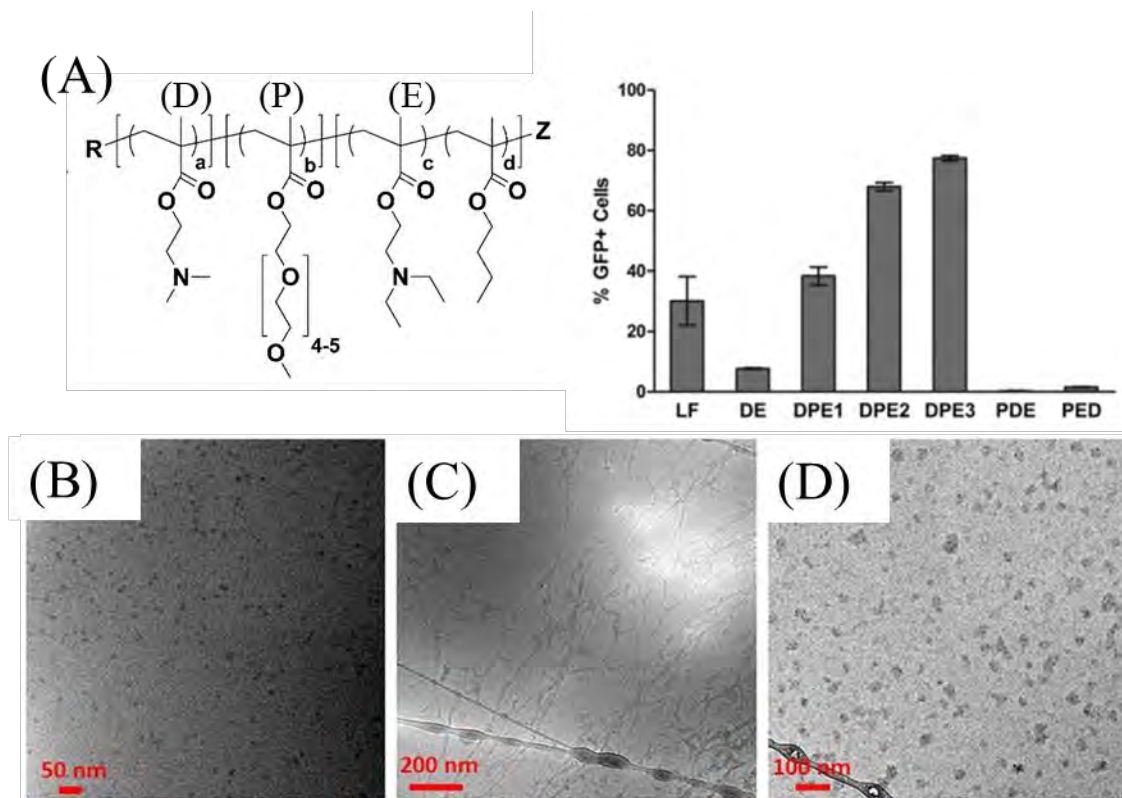 (A)
(D)
(P)
(E)
R
Z
a
b
c
d
O
O
O
O
O
O
O
O
N
O
N
4-5
O
% GFP+ Cells
100
80
60
40
20
0
LF
DE
DPE1
DPE2
DPE3
PDE
PED
(B)
(C)
(D)
50 nm
200 nm
100 nm